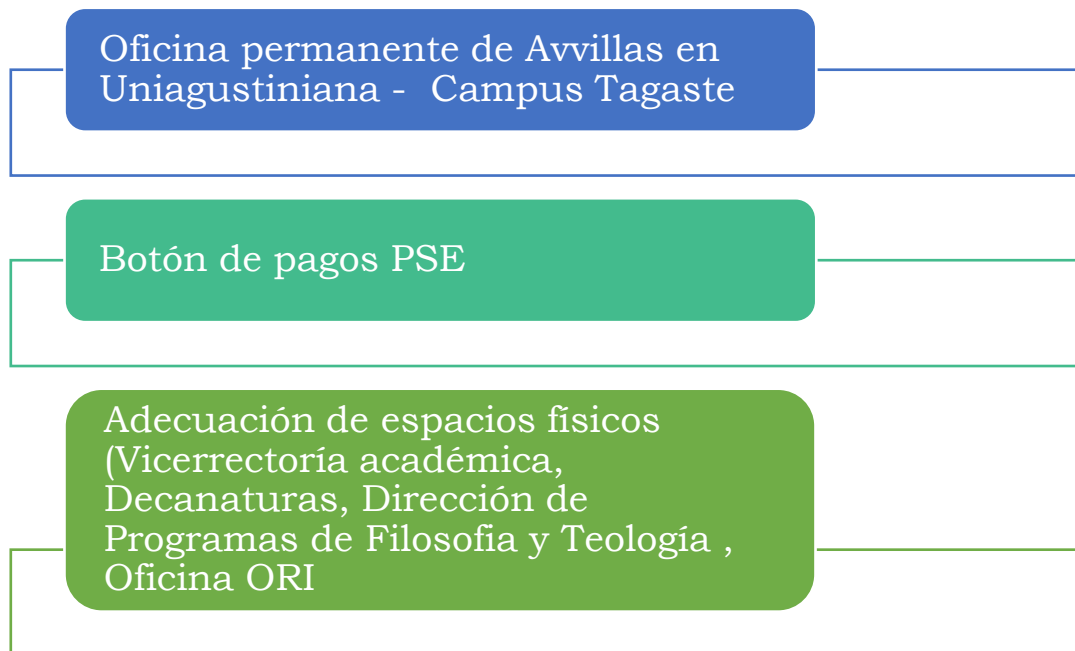 Oficina permanente de Avvillas en
Uniagustiniana -  Campus Tagaste
Botón de pagos PSE
Adecuación de espacios físicos
(Vicerrectoría académica,
Decanaturas, Dirección de
Programas de Filosofia y Teología ,
Oficina ORI